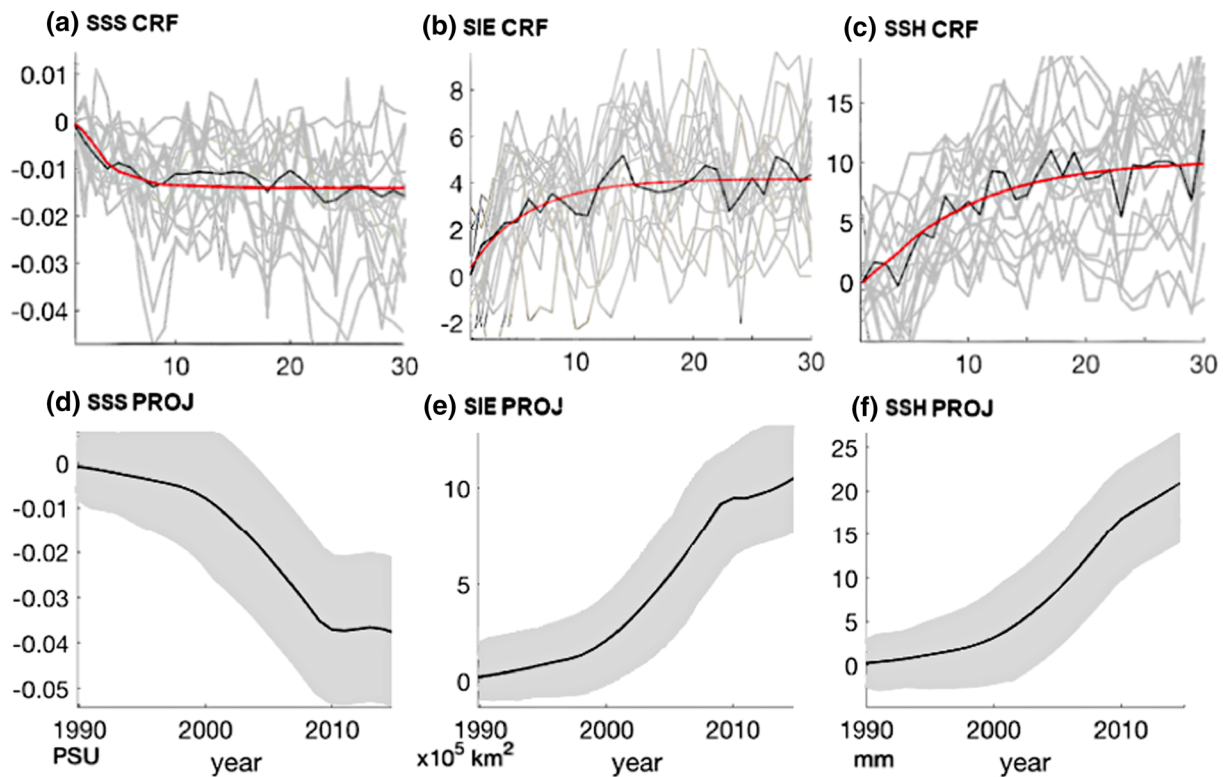 (a) SSS CRF
(b) SIE CRF
(c) SSH CRF
0.01
0
-0.01
-0.02
-0.03
-0.04
10 20 30
8
6
4
2
0
-2
10 20 30
15
10
5
0
10 20 30
(d) SSS PROJ
(e) SIE PROJ
(f) SSH PROJ
0
-0.01
-0.02
-0.03
-0.04
-0.05
1990 2000 2010
PSU year
10
5
0
1990 2000 2010
x10⁵ km² year
25
20
15
10
5
0
1990 2000 2010
mm year